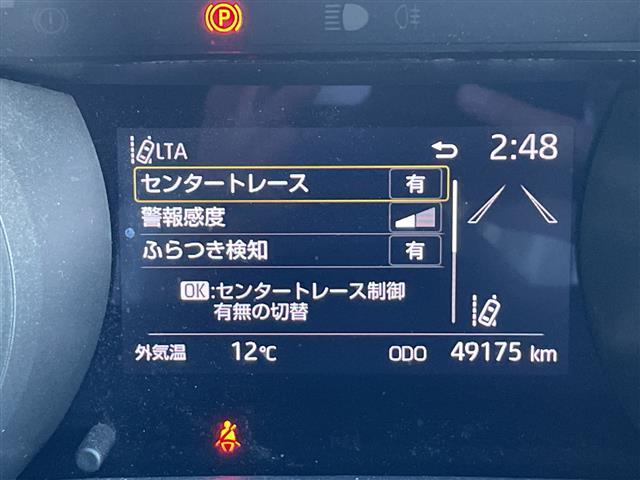 P
LTA
2:48
センタートレース 有
警報感度
ふらつき検知 有
OK:センタートレース制御
有無の切替
外気温 12℃ ODO 49175 km